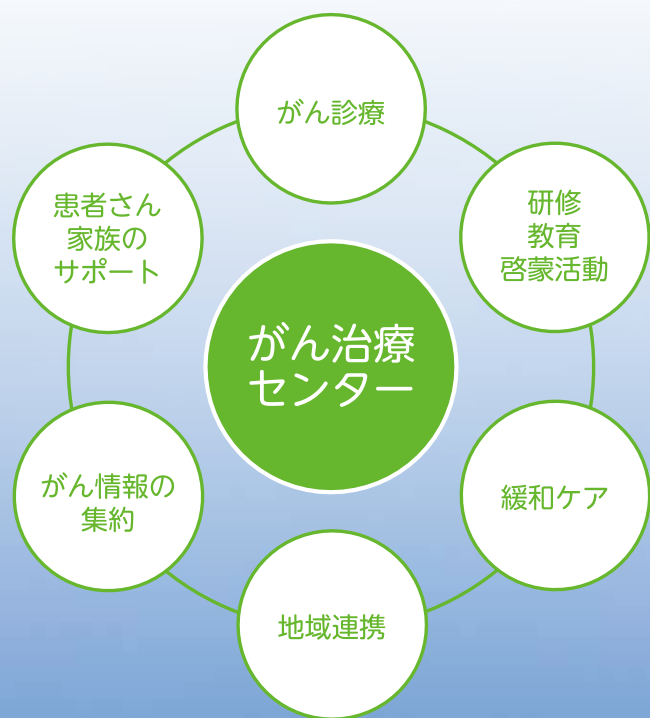 がん診療
研修
教育
啓蒙活動
患者さん
家族の
サポート
がん治療
センター
がん情報の
集約
緩和ケア
地域連携